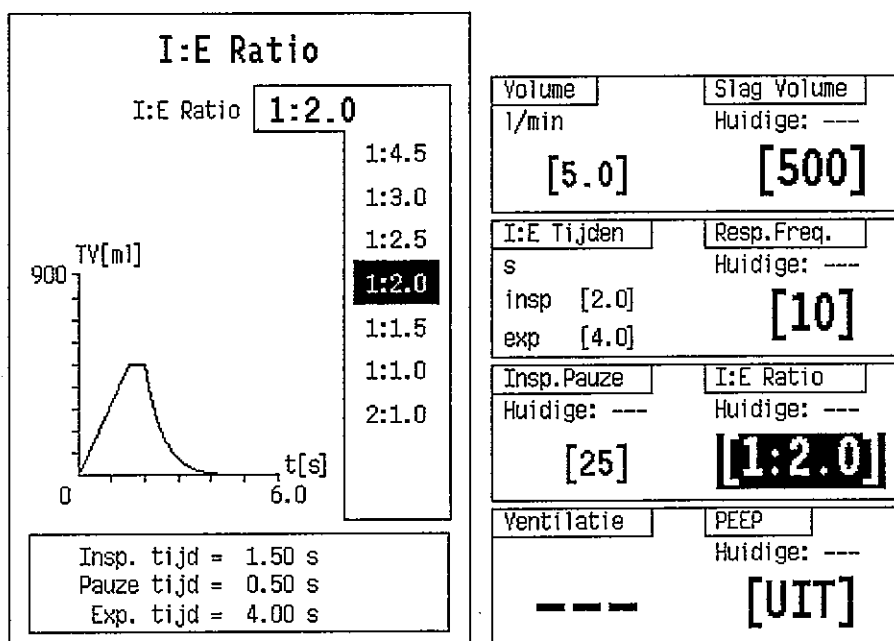 I:E Ratio
I:E Ratio 1:2.0
1:4.5
1:3.0
1:2.5
1:2.0
1:1.5
1:1.0
2:1.0
TV[ml]
900
t[s]
0 6.0
Insp. tijd = 1.50 s
Pauze tijd = 0.50 s
Exp. tijd = 4.00 s
Volume Slag Volume
l/min Huidige: ---
[5.0] [500]
I:E Tijden Resp.Freq.
s Huidige: ---
insp [2.0] [10]
exp [4.0]
Insp.Pauze I:E Ratio
Huidige: --- Huidige: ---
[25] [1:2.0]
Ventilatie PEEP
Huidige: ---
--- [UIT]